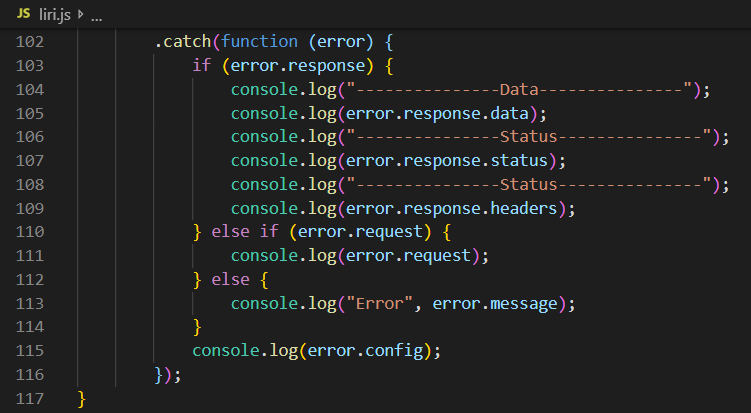 JS liri.js > ...
102 .catch(function (error) {
103 if (error.response) {
104 console.log("---------------Data---------------");
105 console.log(error.response.data);
106 console.log("---------------Status---------------");
107 console.log(error.response.status);
108 console.log("---------------Status---------------");
109 console.log(error.response.headers);
110 } else if (error.request) {
111 console.log(error.request);
112 } else {
113 console.log("Error", error.message);
114 }
115 console.log(error.config);
116 });
117 }